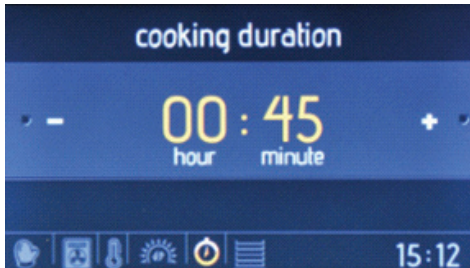 cooking duration
- 00 : 45 +
hour minute
15:12